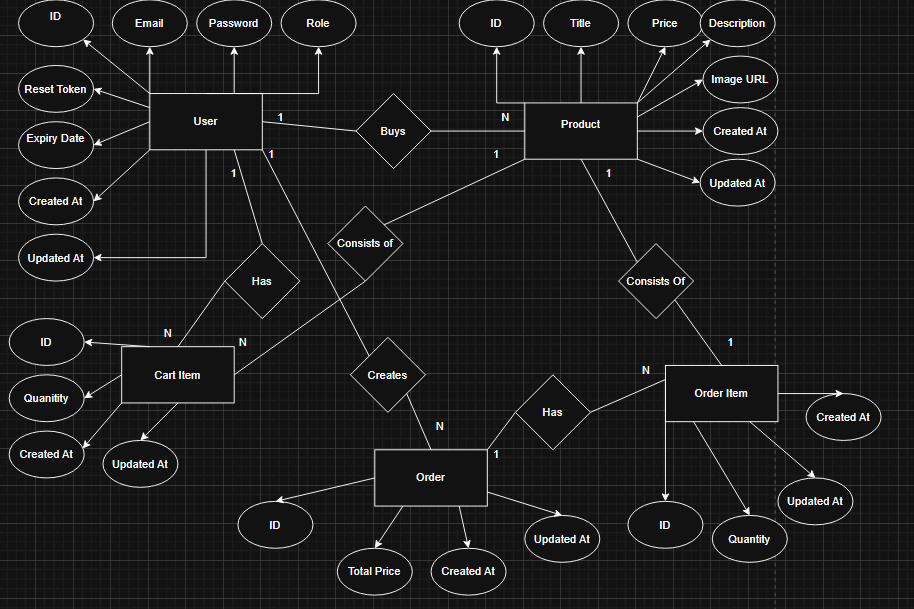 ID
Email
Password
Role
ID
Title
Price
Description
Reset Token
Image URL
User
1
Buys
N
Product
Expiry Date
Created At
1
1
1
1
Created At
Updated At
Updated At
Consists of
Has
Consists Of
N
N
1
ID
Cart Item
Creates
N
Order Item
Quanitity
Has
Created At
N
1
Created At
Updated At
Order
Updated At
ID
Updated At
ID
Quantity
Total Price
Created At